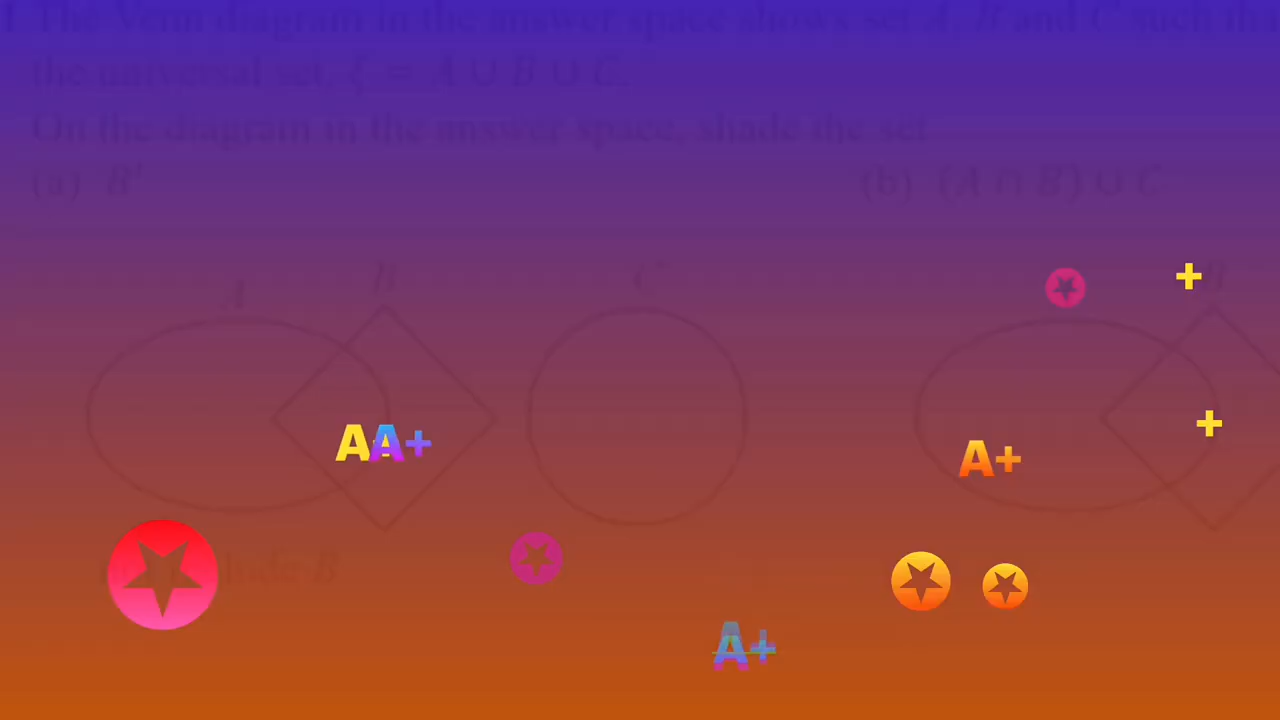 1 The Venn diagram in the answer space shows set A, B and C such that
the universal set, ξ = A ∪ B ∪ C.
On the diagram in the answer space, shade the set
(a) B′ (b) (A ∩ B) ∪ C
A B C B
AA+
A+
B
A+